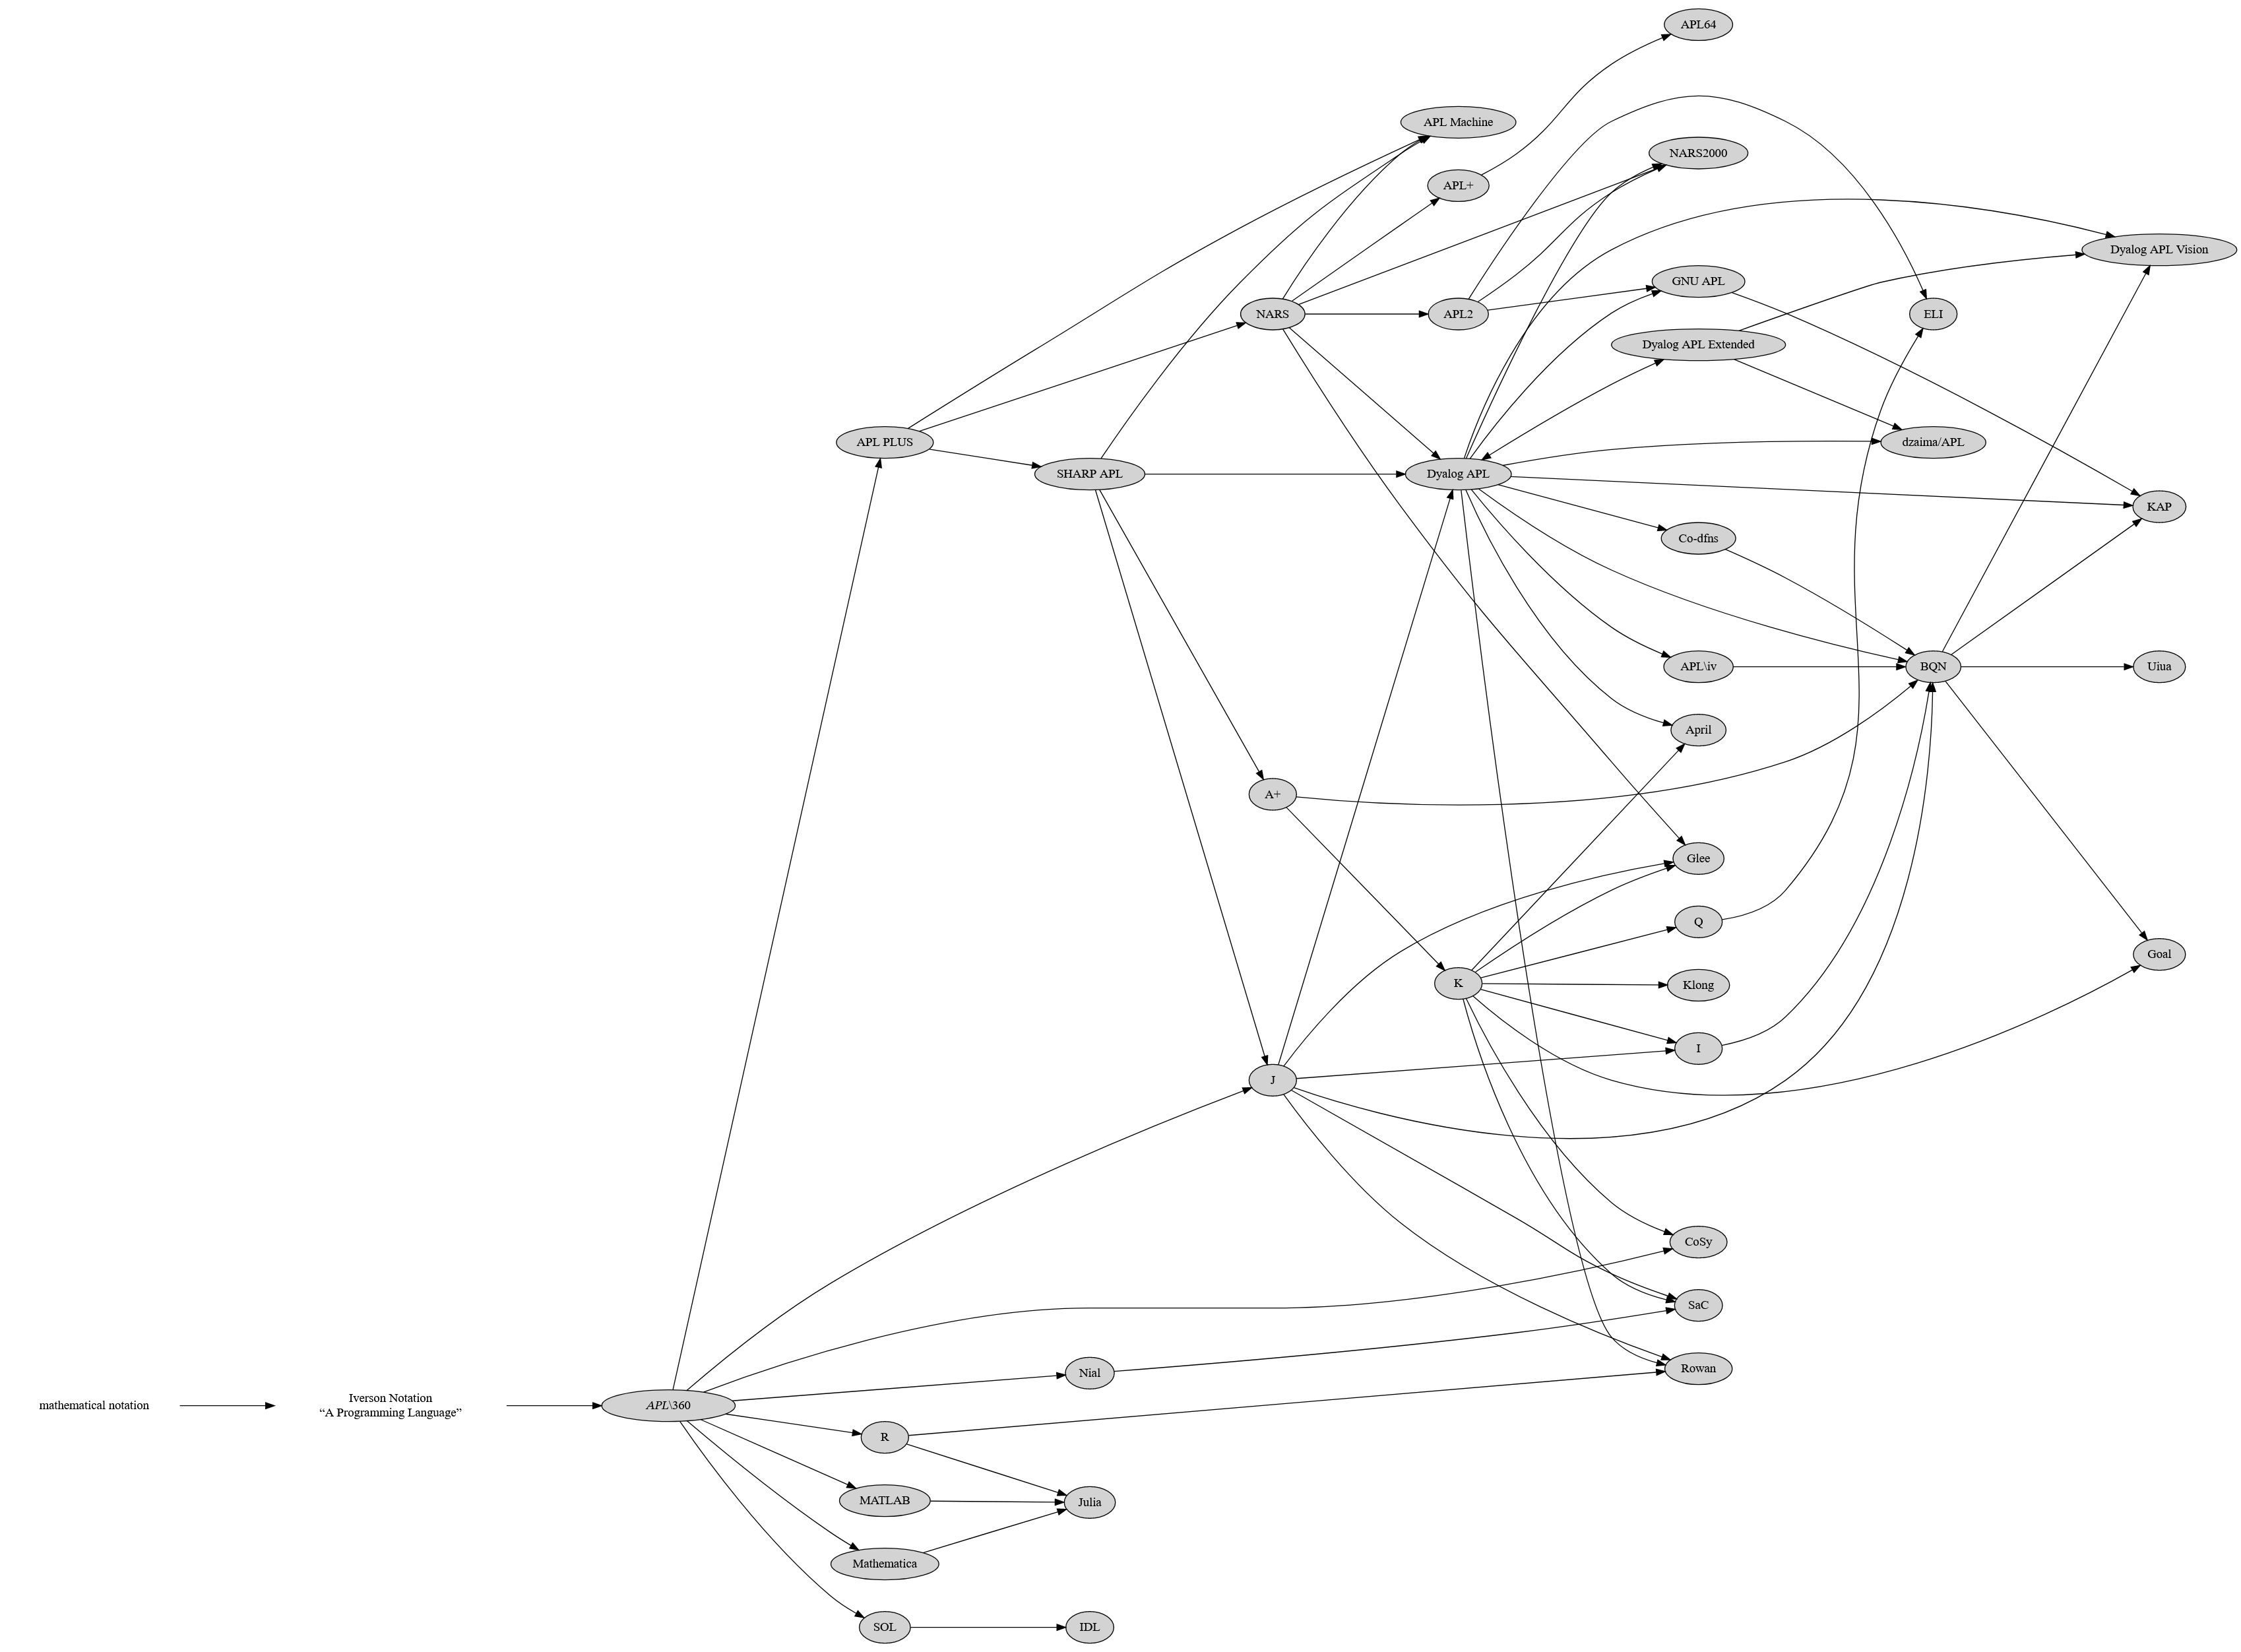 APL64
APL Machine
NARS2000
APL+
Dyalog APL Vision
GNU APL
NARS
APL2
ELI
Dyalog APL Extended
APL PLUS
dzaima/APL
SHARP APL
Dyalog APL
KAP
Co-dfns
APL\iv
BQN
Uiua
April
A+
Glee
Q
Goal
K
Klong
I
J
CoSy
SaC
Rowan
Nial
mathematical notation
Iverson Notation
“A Programming Language”
APL\360
R
MATLAB
Julia
Mathematica
SOL
IDL